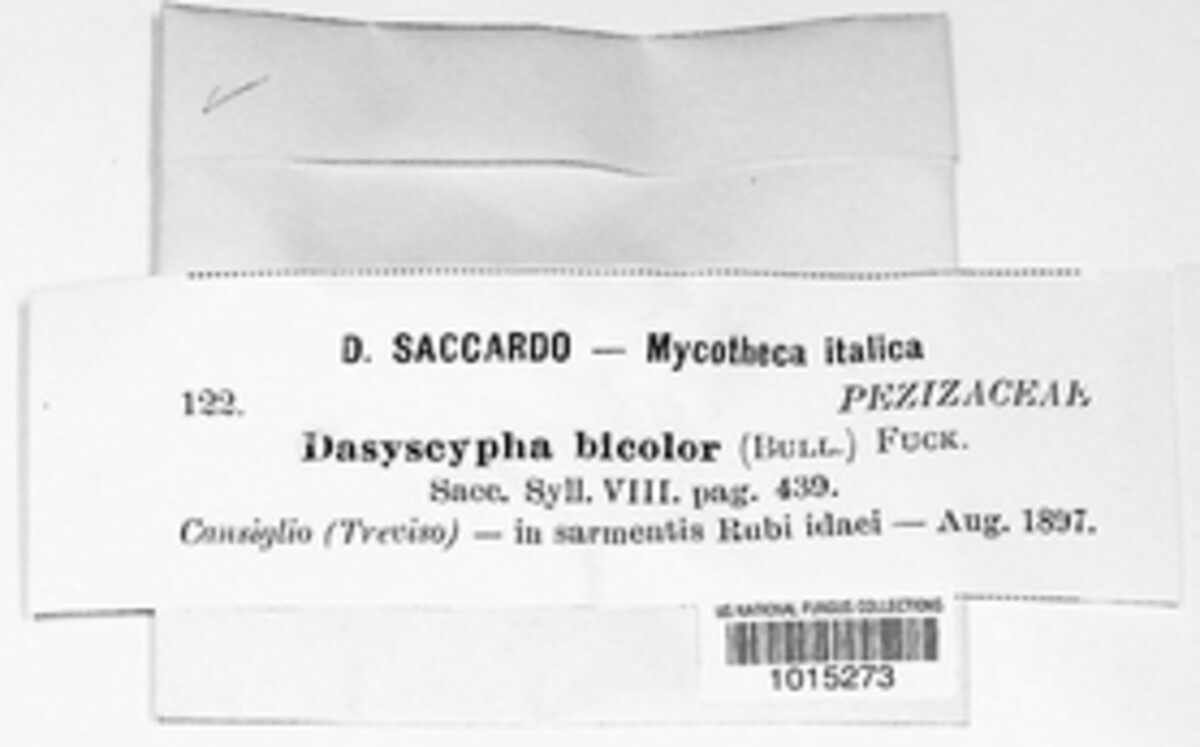 D. SACCARDO — Mycotheca italica
122. PEZIZACEAE
Dasyscypha bicolor (BULL.) FUCK.
Sacc. Syll. VIII. pag. 439.
Cansiglio (Treviso) — in sarmentis Rubi idaei — Aug. 1897.
US NATIONAL FUNGUS COLLECTIONS
1015273